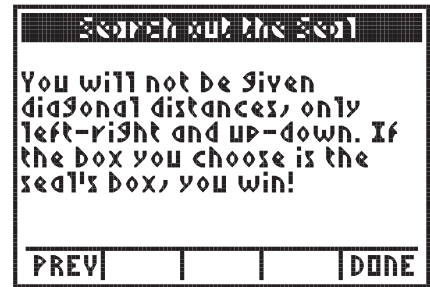 Search out the Seal
You will not be given
diagonal distances, only
left-right and up-down. If
the box you choose is the
seal's box, you win!
PREV DONE